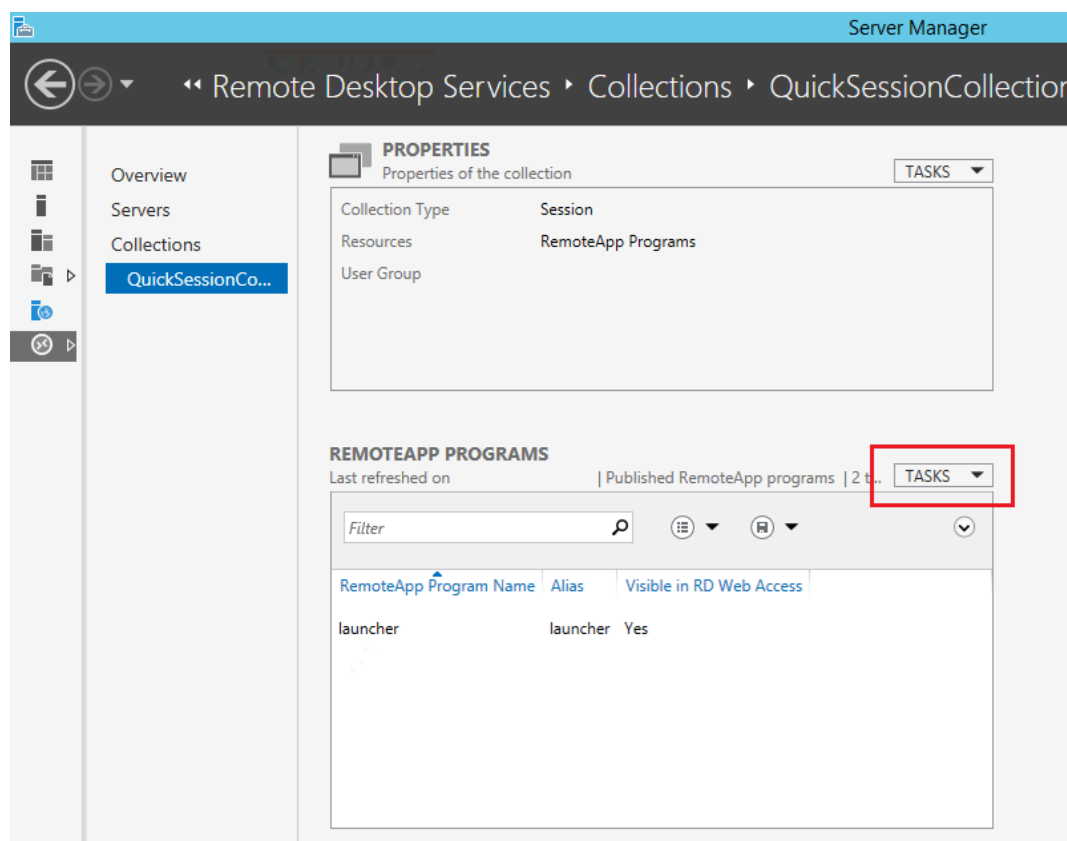 Server Manager
Remote Desktop Services ‣ Collections ‣ QuickSessionCollection
Overview
Servers
Collections
QuickSessionCo...
PROPERTIES
Properties of the collection
TASKS
Collection Type Session
Resources RemoteApp Programs
User Group
REMOTEAPP PROGRAMS
Last refreshed on | Published RemoteApp programs | 2 t... TASKS
Filter
RemoteApp Program Name Alias Visible in RD Web Access
launcher launcher Yes